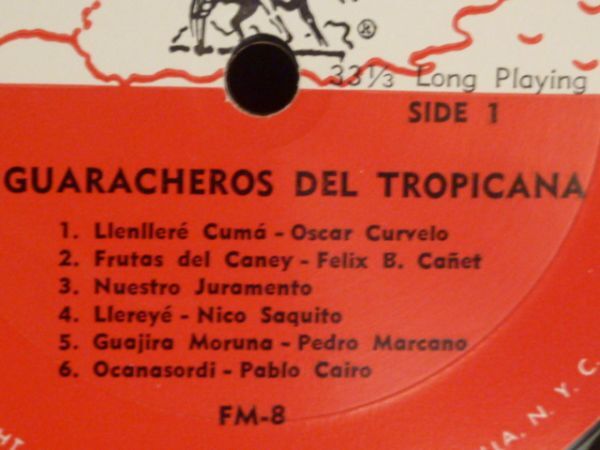 ®
33⅓ Long Playing
SIDE 1
GUARACHEROS DEL TROPICANA
1. Llenlleré Cumá - Oscar Curvelo
2. Frutas del Caney - Felix B. Cañet
3. Nuestro Juramento
4. Llereyé - Nico Saquito
5. Guajira Moruna - Pedro Marcano
6. Ocanasordi - Pablo Cairo
FM-8
N. Y. C.